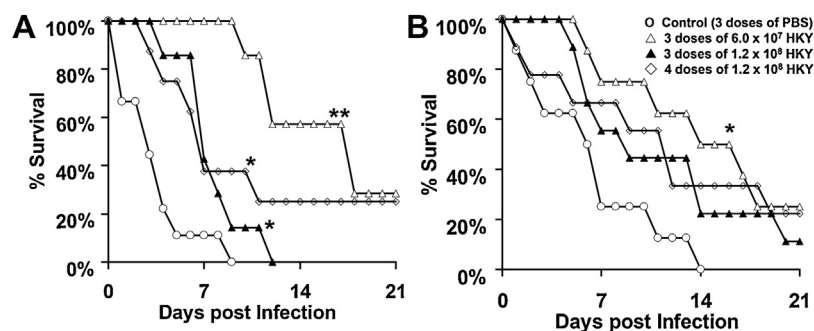 A
% Survival
100%
80%
60%
40%
20%
0%
**
*
*
0 7 14 21
Days post Infection
B
% Survival
100%
80%
60%
40%
20%
0%
O Control (3 doses of PBS)
△ 3 doses of 6.0 x 10⁷ HKY
▲ 3 doses of 1.2 x 10⁸ HKY
◇ 4 doses of 1.2 x 10⁸ HKY
*
0 7 14 21
Days post Infection